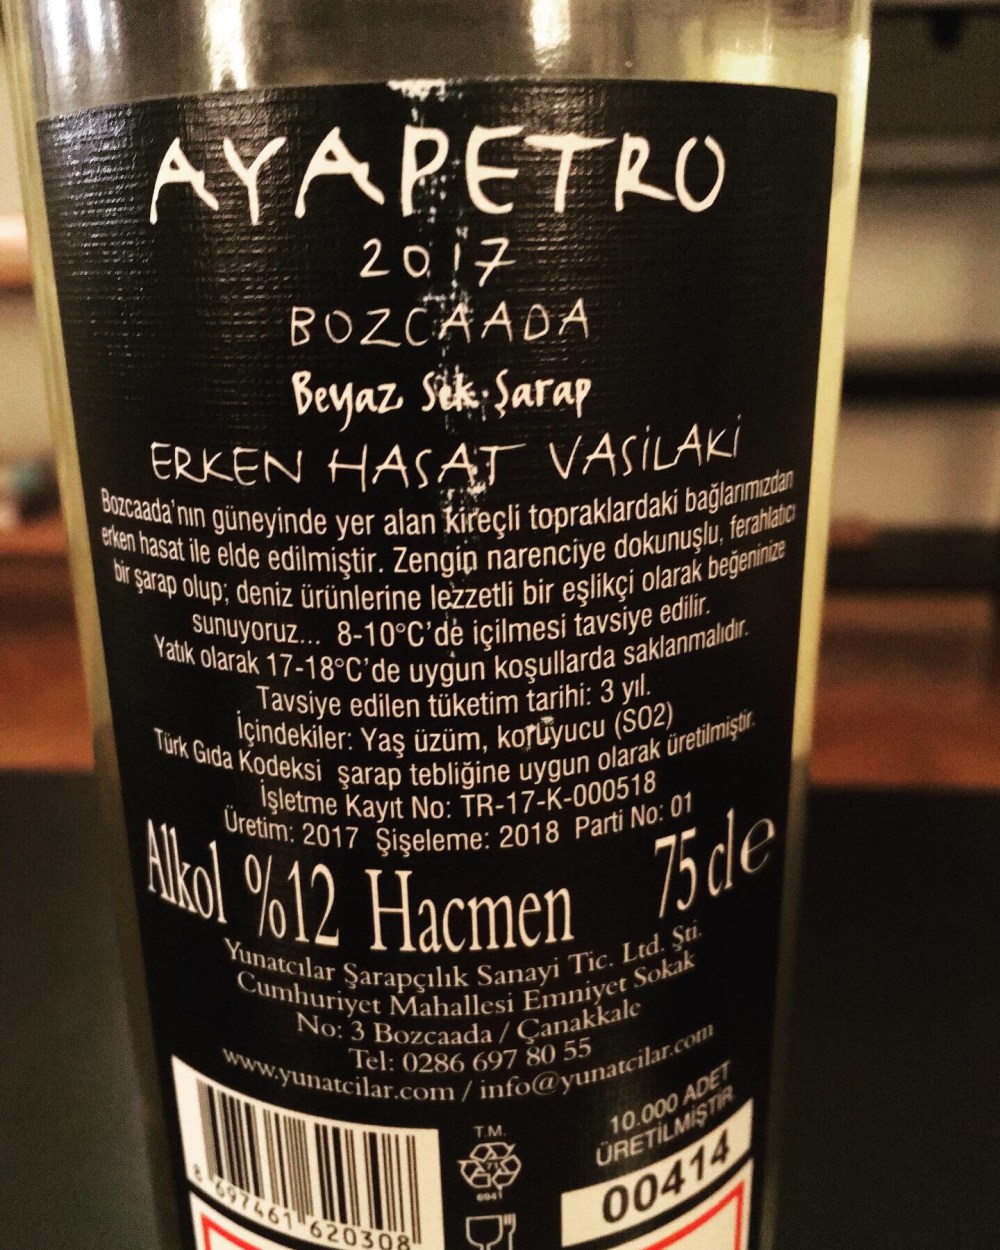 AYAPETRO
2017
BOZCAADA
Beyaz Sek Şarap
ERKEN HASAT VASİLAKİ
Bozcaada'nın güneyinde yer alan kireçli topraklardaki bağlarımızdan
erken hasat ile elde edilmiştir. Zengin narenciye dokunuşlu, ferahlatıcı
bir şarap olup; deniz ürünlerine lezzetli bir eşlikçi olarak beğeninize
sunuyoruz... 8-10°C'de içilmesi tavsiye edilir.
Yatık olarak 17-18°C'de uygun koşullarda saklanmalıdır.
Tavsiye edilen tüketim tarihi: 3 yıl.
İçindekiler: Yaş üzüm, koruyucu (SO2)
Türk Gıda Kodeksi şarap tebliğine uygun olarak üretilmiştir.
İşletme Kayıt No: TR-17-K-000518
Üretim: 2017 Şişeleme: 2018 Parti No: 01
Alkol %12 Hacmen 75 cl e
Yunatcılar Şarapçılık Sanayi Tic. Ltd. Şti.
Cumhuriyet Mahallesi Emniyet Sokak
No: 3 Bozcaada / Çanakkale
Tel: 0286 697 80 55
www.yunatcilar.com / info@yunatcilar.com
10.000 ADET
ÜRETİLMİŞTİR.
00414
T.M.
71
6941
8 697461 620308